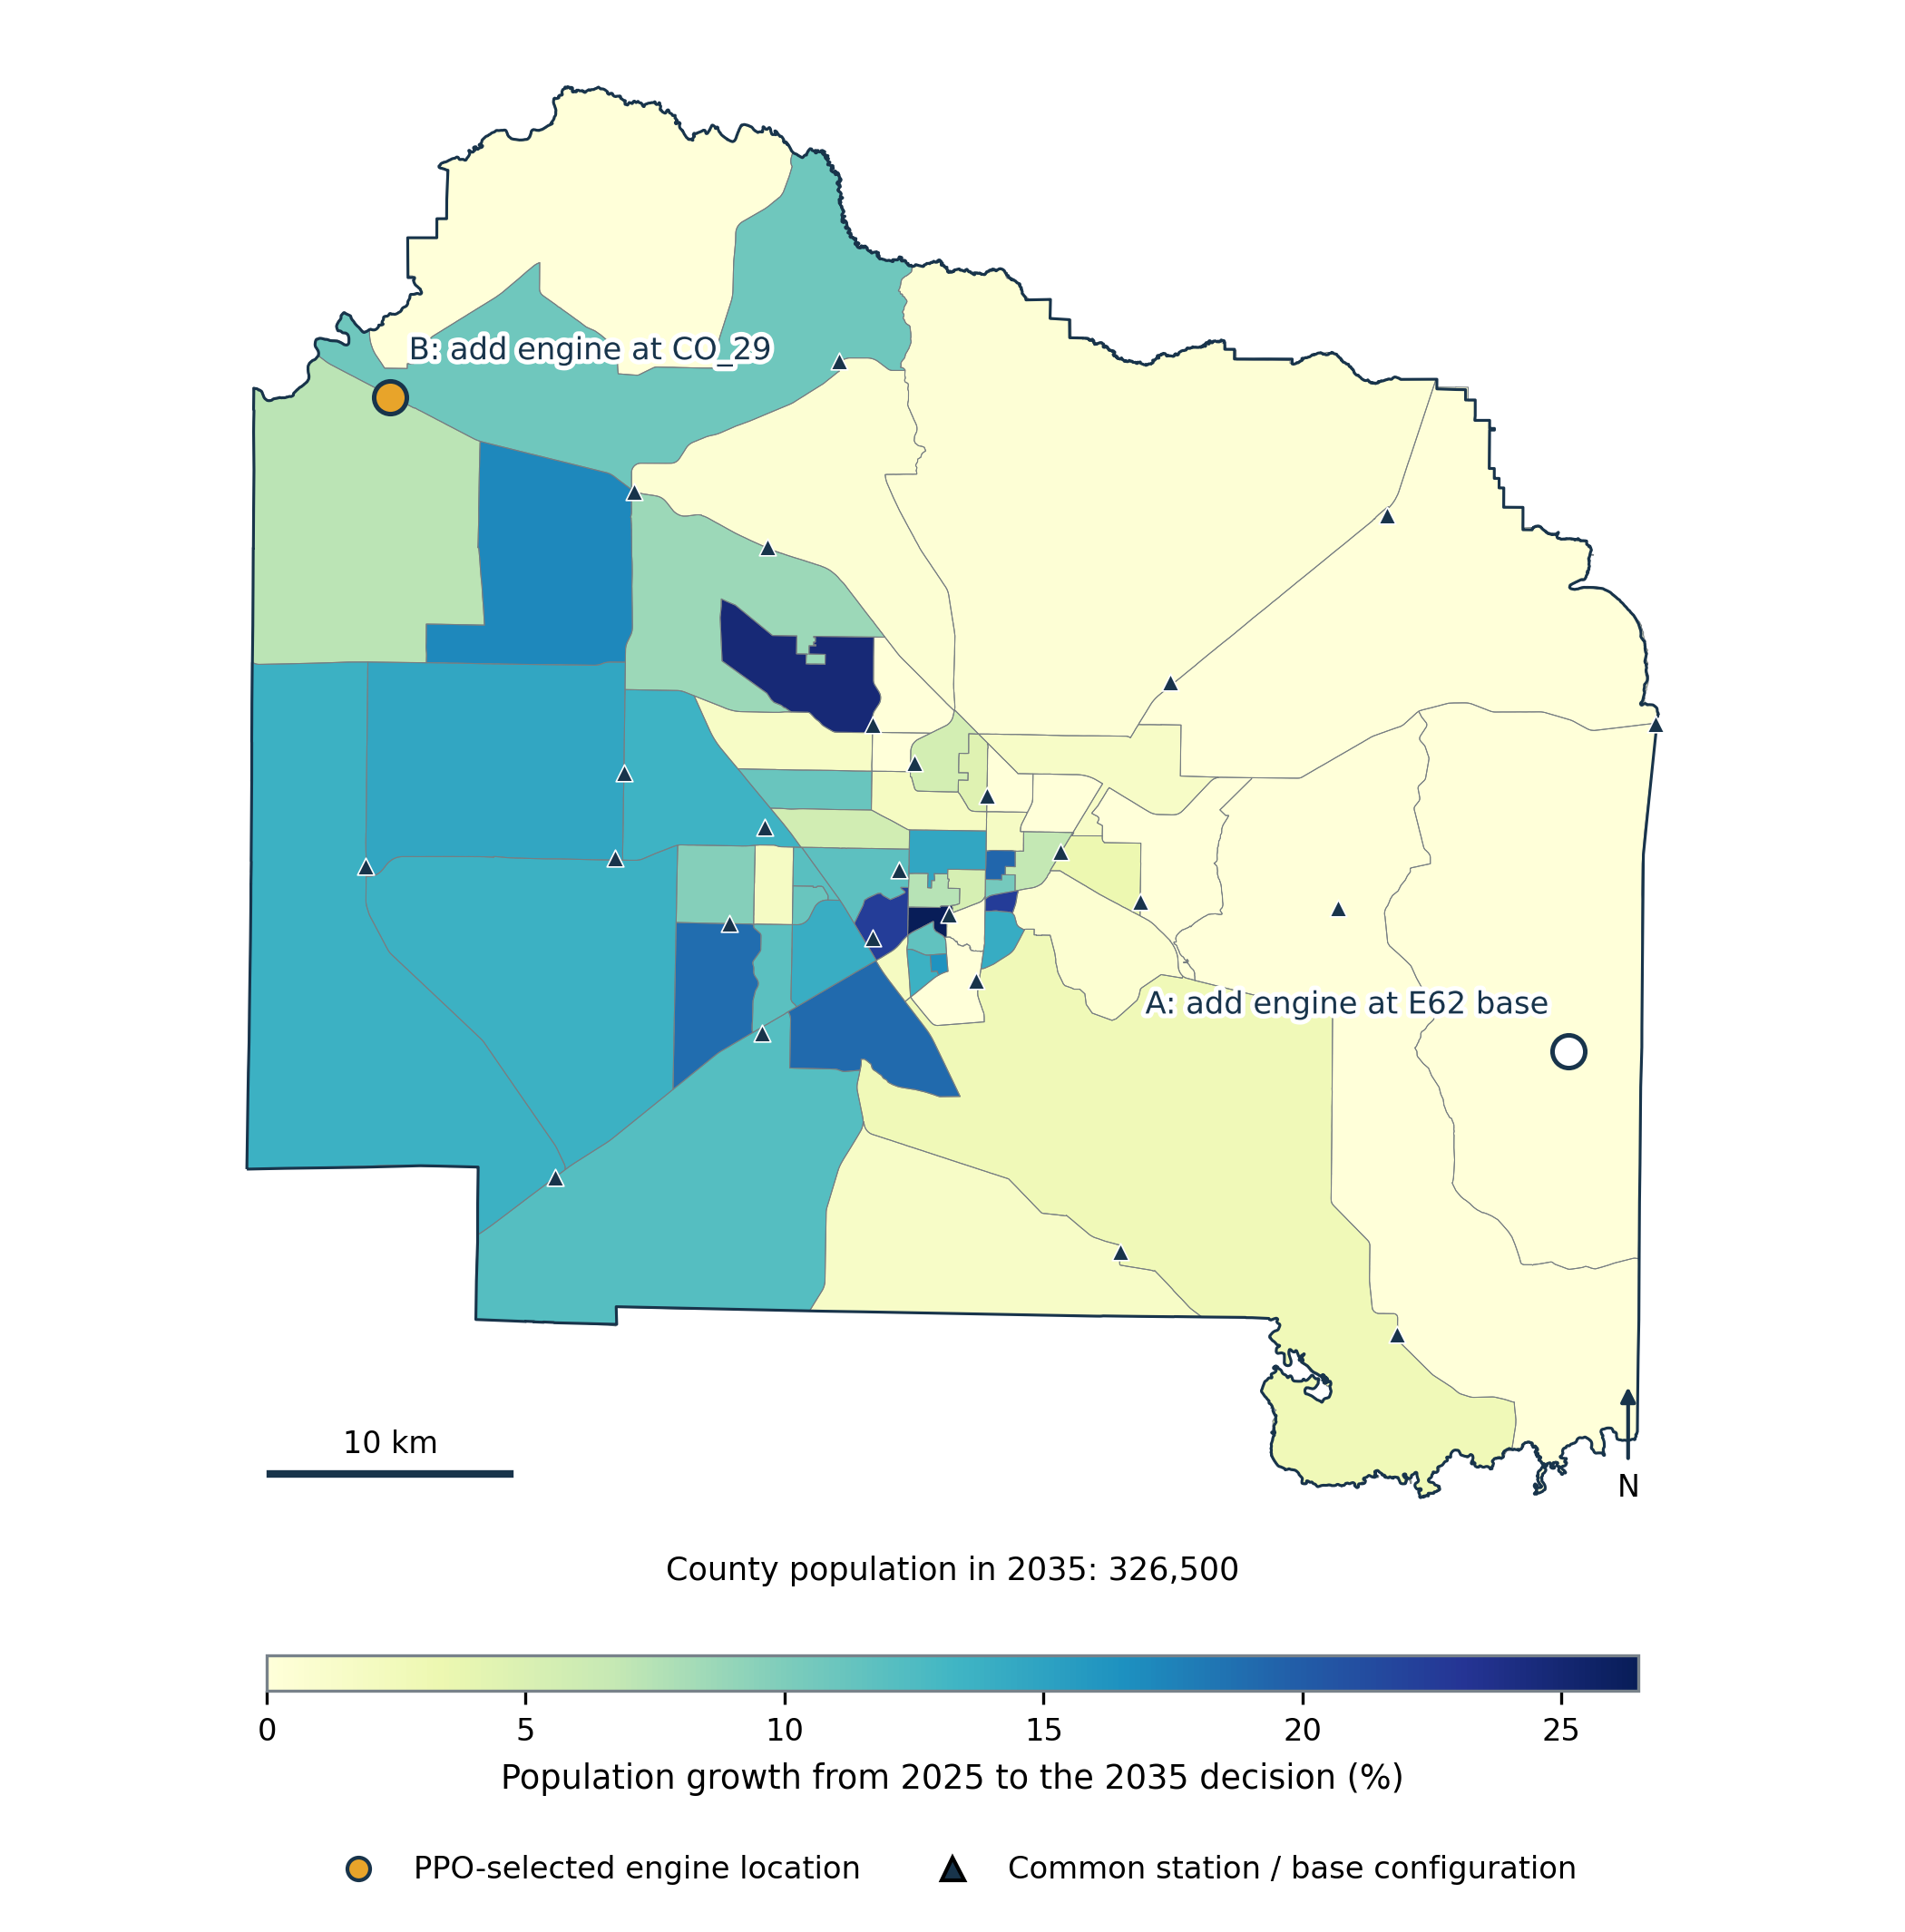 B: add engine at CO_29
A: add engine at E62 base
10 km
N
County population in 2035: 326,500
0 5 10 15 20 25
Population growth from 2025 to the 2035 decision (%)
PPO-selected engine location
Common station / base configuration